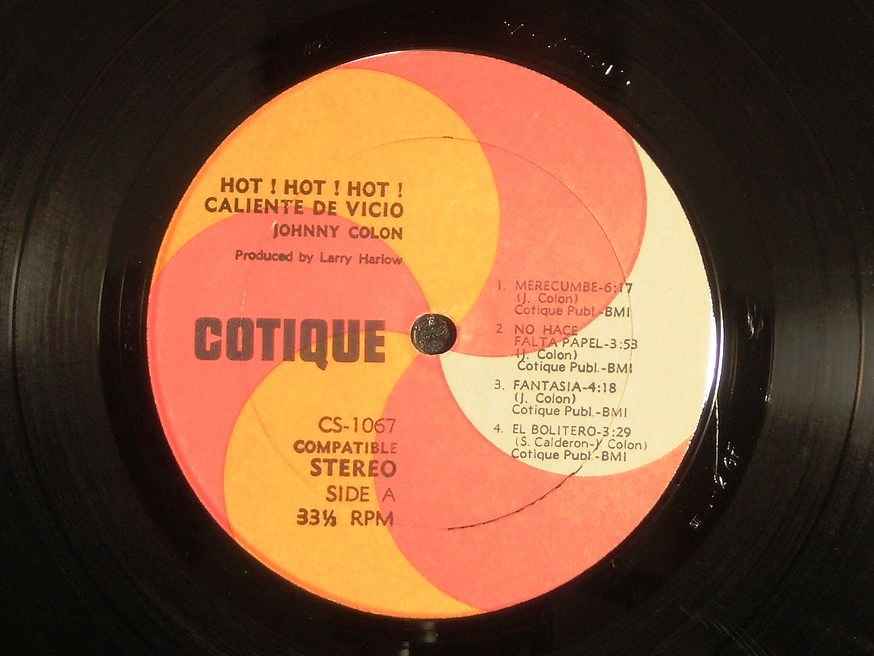 HOT ! HOT ! HOT !
CALIENTE DE VICIO
JOHNNY COLON
Produced by Larry Harlow
COTIQUE
CS-1067
COMPATIBLE
STEREO
SIDE A
33⅓ RPM
1. MERECUMBE-6:17
(J. Colon)
Cotique Publ.-BMI
2 NO HACE
FALTA PAPEL-3:53
(J. Colon)
Cotique Publ.-BMI
3. FANTASIA-4:18
(J. Colon)
Cotique Publ.-BMI
4. EL BOLITERO-3:29
(S. Calderon-J. Colon)
Cotique Publ.-BMI